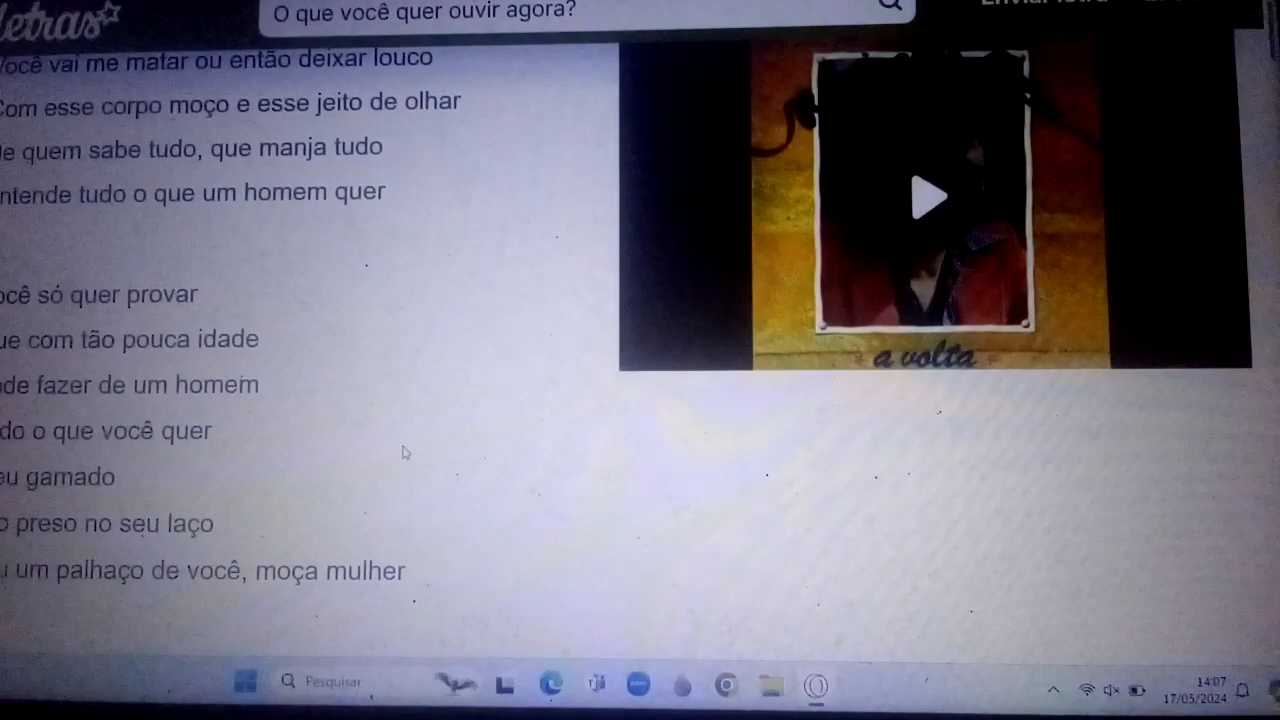 letras
O que você quer ouvir agora?
Você vai me matar ou então deixar louco
Com esse corpo moço e esse jeito de olhar
e quem sabe tudo, que manja tudo
ntende tudo o que um homem quer
ocê só quer provar
ue com tão pouca idade
de fazer de um homem
do o que você quer
eu gamado
o preso no seu laço
u um palhaço de você, moça mulher
a volta
Pesquisar
14:07
17/05/2024